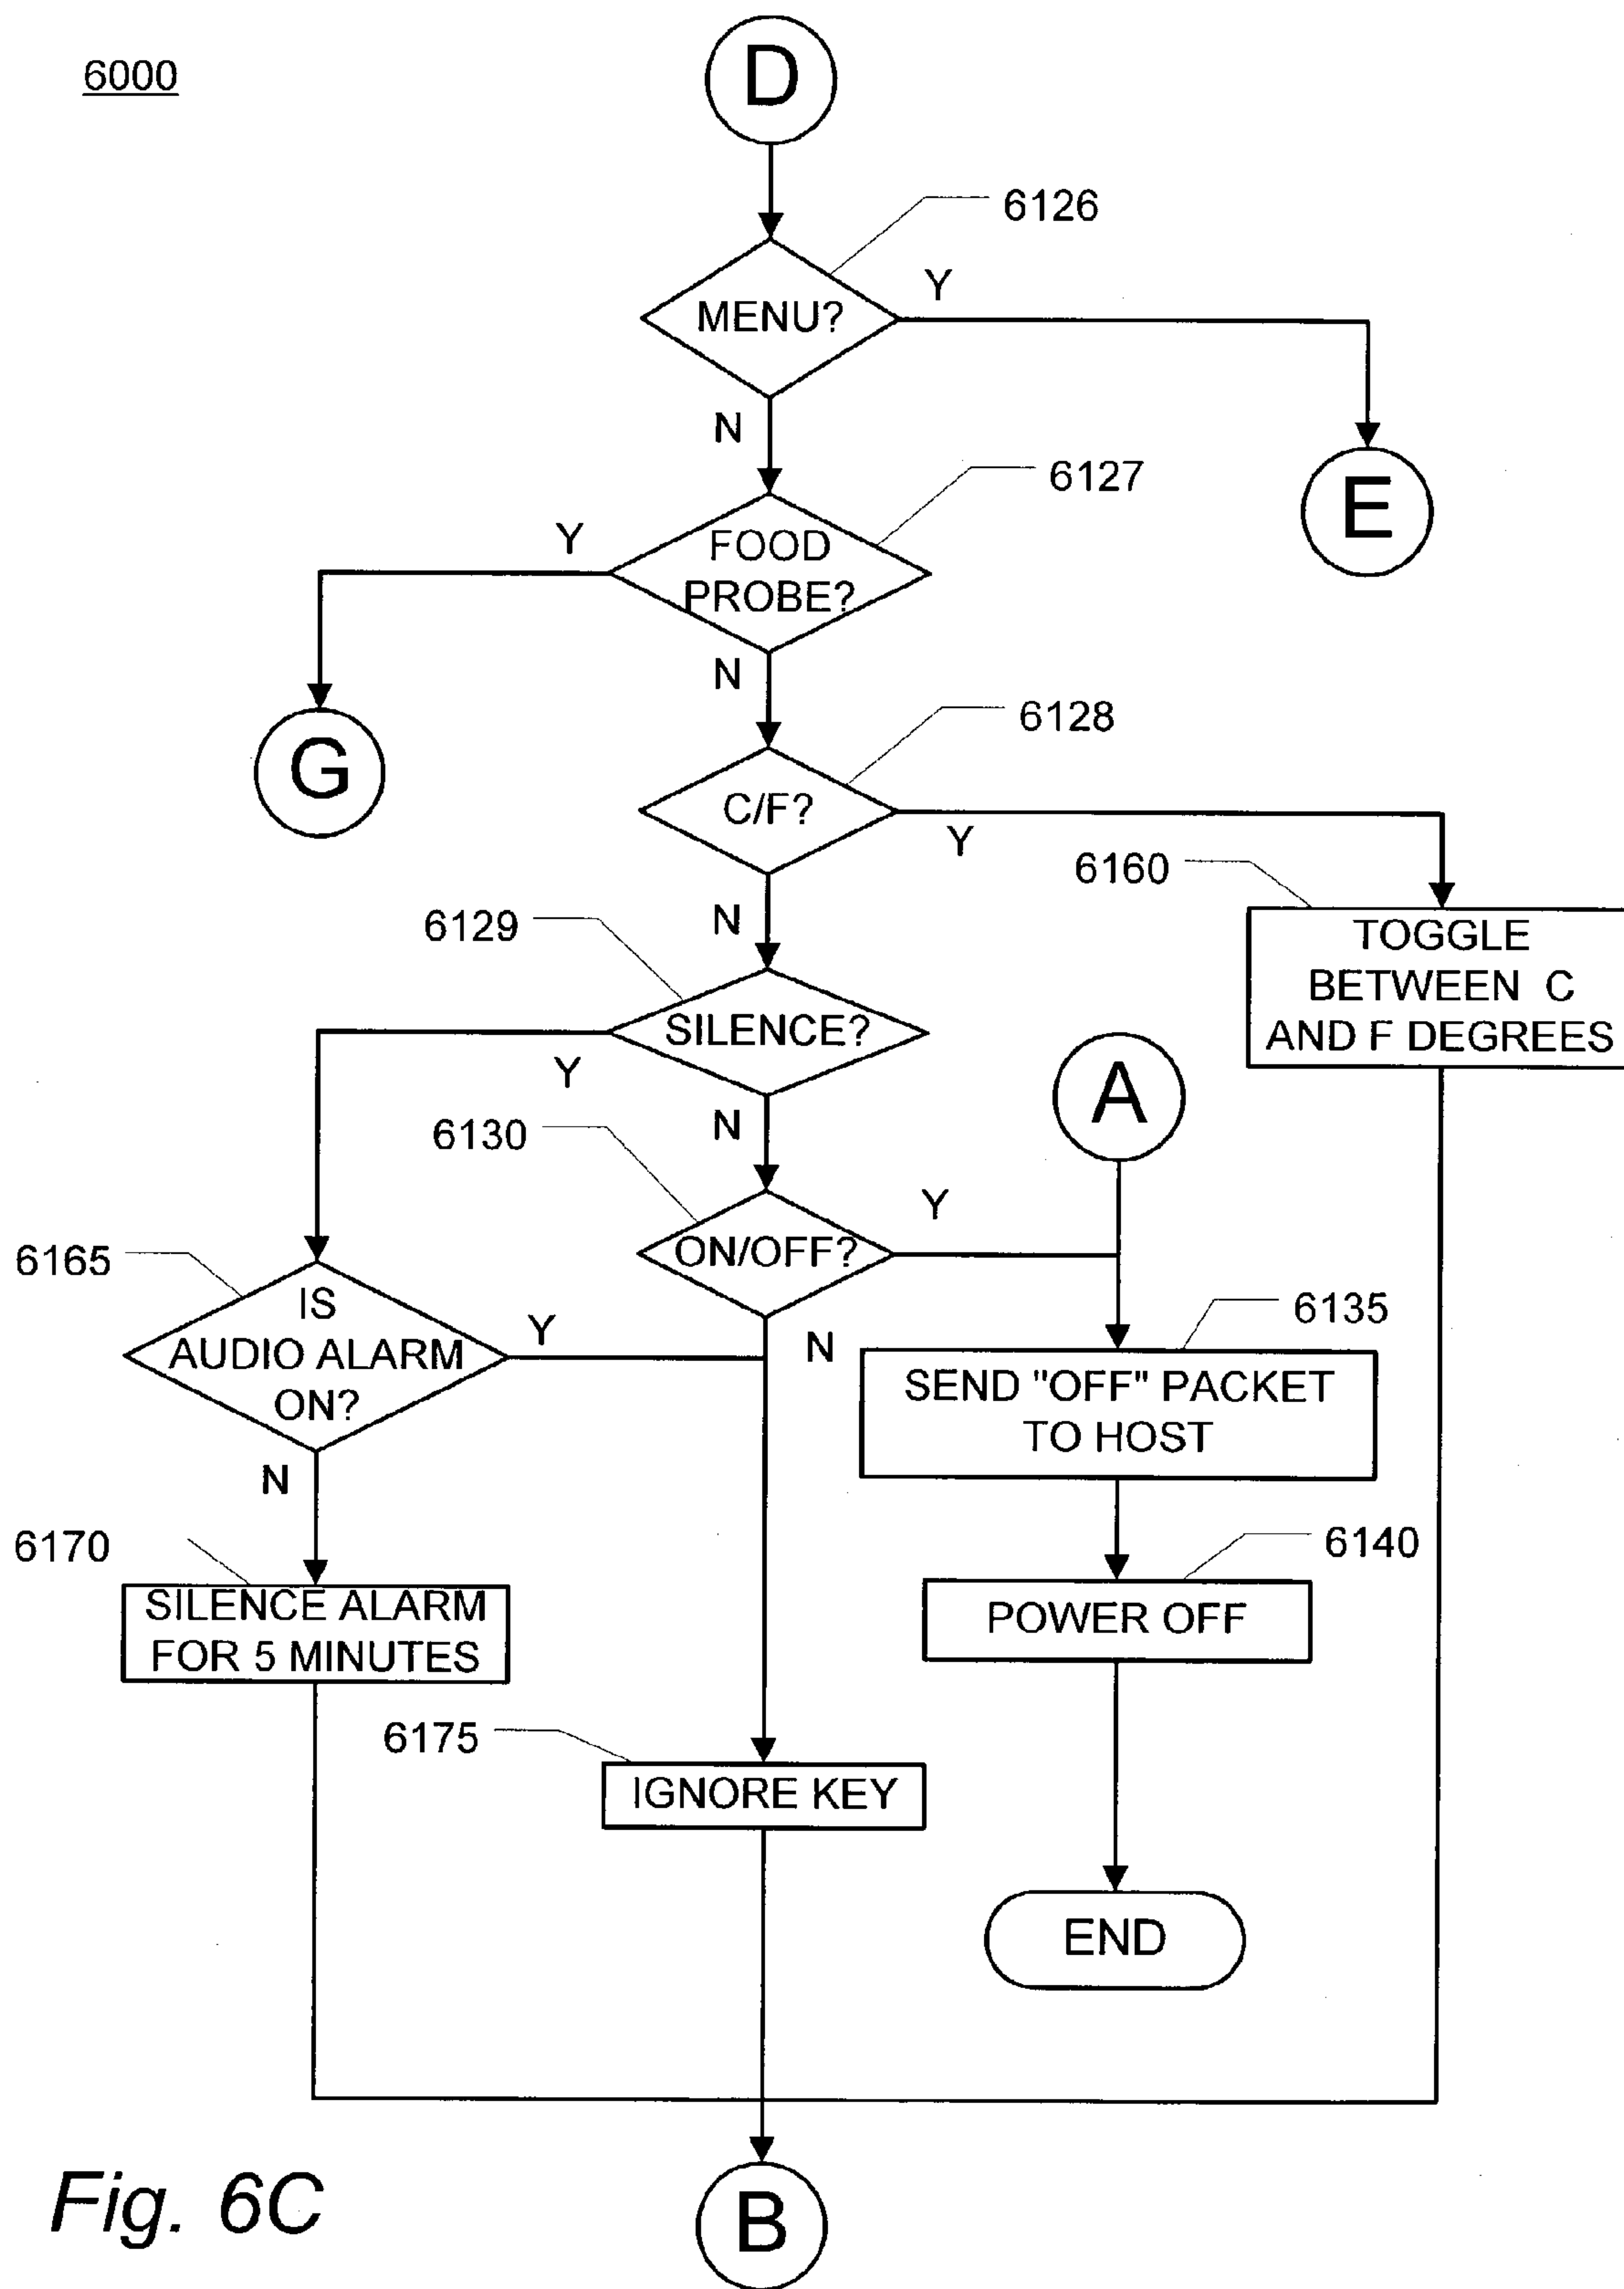 6000
D
6126
MENU?
Y
N
E
6127
FOOD
PROBE?
Y
N
G
6128
C/F?
Y
N
6160
TOGGLE
BETWEEN C
AND F DEGREES
6129
SILENCE?
Y
N
A
6130
ON/OFF?
Y
N
6165
IS
AUDIO ALARM
ON?
Y
N
6135
SEND "OFF" PACKET
TO HOST
6170
SILENCE ALARM
FOR 5 MINUTES
6140
POWER OFF
6175
IGNORE KEY
END
B
Fig. 6C